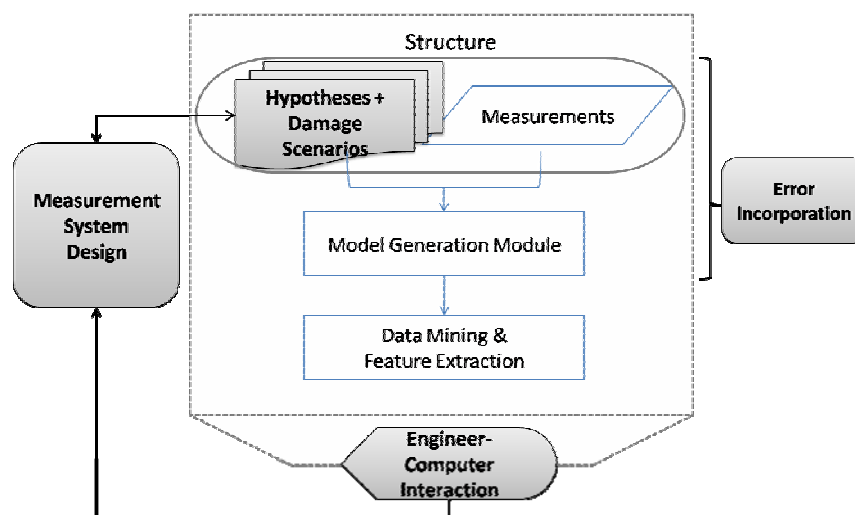 Structure
Hypotheses +
Damage
Scenarios
Measurements
Measurement
System
Design
Error
Incorporation
Model Generation Module
Data Mining &
Feature Extraction
Engineer-
Computer
Interaction